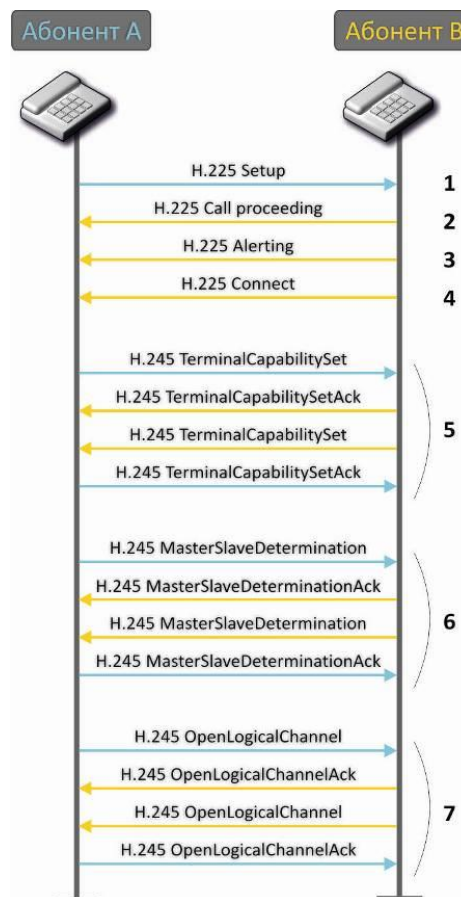 Абонент А
Абонент В
H.225 Setup
1
H.225 Call proceeding
2
H.225 Alerting
3
H.225 Connect
4
H.245 TerminalCapabilitySet
H.245 TerminalCapabilitySetAck
5
H.245 TerminalCapabilitySet
H.245 TerminalCapabilitySetAck
H.245 MasterSlaveDetermination
H.245 MasterSlaveDeterminationAck
6
H.245 MasterSlaveDetermination
H.245 MasterSlaveDeterminationAck
H.245 OpenLogicalChannel
H.245 OpenLogicalChannelAck
7
H.245 OpenLogicalChannel
H.245 OpenLogicalChannelAck